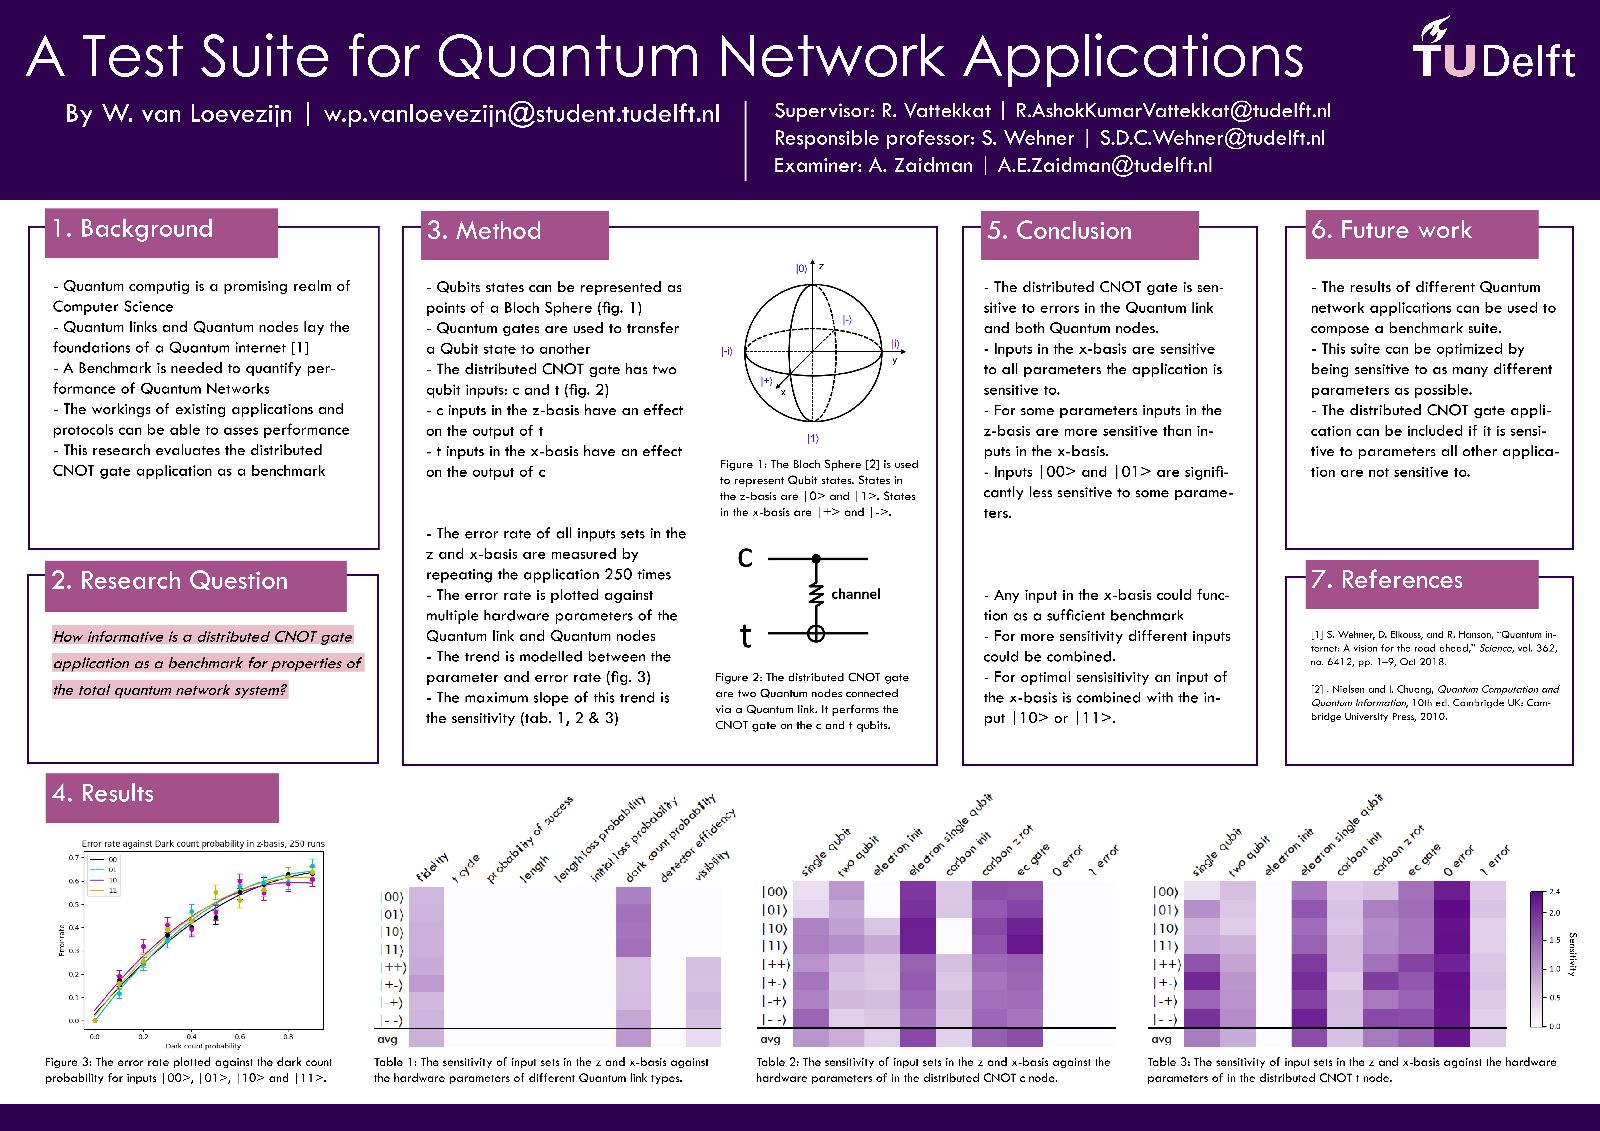 A Test Suite for Quantum Network Applications
TU Delft
By W. van Loevezijn | w.p.vanloevezijn@student.tudelft.nl
Supervisor: R. Vattekkat | R.AshokKumarVattekkat@tudelft.nl
Responsible professor: S. Wehner | S.D.C.Wehner@tudelft.nl
Examiner: A. Zaidman | A.E.Zaidman@tudelft.nl
1. Background
- Quantum computig is a promising realm of
Computer Science
- Quantum links and Quantum nodes lay the
foundations of a Quantum internet [1]
- A Benchmark is needed to quantify per-
formance of Quantum Networks
- The workings of existing applications and
protocols can be able to asses performance
- This research evaluates the distributed
CNOT gate application as a benchmark
2. Research Question
How informative is a distributed CNOT gate
application as a benchmark for properties of
the total quantum network system?
3. Method
- Qubits states can be represented as
points of a Bloch Sphere (fig. 1)
- Quantum gates are used to transfer
a Qubit state to another
- The distributed CNOT gate has two
qubit inputs: c and t (fig. 2)
- c inputs in the z-basis have an effect
on the output of t
- t inputs in the x-basis have an effect
on the output of c
- The error rate of all inputs sets in the
z and x-basis are measured by
repeating the application 250 times
- The error rate is plotted against
multiple hardware parameters of the
Quantum link and Quantum nodes
- The trend is modelled between the
parameter and error rate (fig. 3)
- The maximum slope of this trend is
the sensitivity (tab. 1, 2 & 3)
|0⟩ z
|-⟩
|-i⟩
|i⟩
y
|+⟩
x
|1⟩
Figure 1: The Bloch Sphere [2] is used
to represent Qubit states. States in
the z-basis are |0> and |1>. States
in the x-basis are |+> and |->.
c
channel
t
Figure 2: The distributed CNOT gate
are two Quantum nodes connected
via a Quantum link. It performs the
CNOT gate on the c and t qubits.
5. Conclusion
- The distributed CNOT gate is sen-
sitive to errors in the Quantum link
and both Quantum nodes.
- Inputs in the x-basis are sensitive
to all parameters the application is
sensitive to.
- For some parameters inputs in the
z-basis are more sensitive than in-
puts in the x-basis.
- Inputs |00> and |01> are signifi-
cantly less sensitive to some parame-
ters.
- Any input in the x-basis could func-
tion as a sufficient benchmark
- For more sensitivity different inputs
could be combined.
- For optimal sensisitivity an input of
the x-basis is combined with the in-
put |10> or |11>.
6. Future work
- The results of different Quantum
network applications can be used to
compose a benchmark suite.
- This suite can be optimized by
being sensitive to as many different
parameters as possible.
- The distributed CNOT gate appli-
cation can be included if it is sensi-
tive to parameters all other applica-
tion are not sensitive to.
7. References
[1] S. Wehner, D. Elkouss, and R. Hanson, “Quantum in-
ternet: A vision for the road ahead,” Science, vol. 362,
no. 6412, pp. 1–9, Oct 2018.
[2] . Nielsen and I. Chuang, Quantum Computation and
Quantum Information, 10th ed. Cambrigde UK: Cam-
bridge University Press, 2010.
4. Results
Error rate against Dark count probability in z-basis, 250 runs
00
01
10
11
Error rate
0.7
0.6
0.5
0.4
0.3
0.2
0.1
0.0
0.0 0.2 0.4 0.6 0.8
Dark count probability
Figure 3: The error rate plotted against the dark count
probability for inputs |00>, |01>, |10> and |11>.
fidelity
t cycle
probability of success
length
length loss probability
initial loss probability
dark count probability
detector efficiency
visibility
|00⟩
|01⟩
|10⟩
|11⟩
|++⟩
|+-⟩
|-+⟩
|--⟩
avg
Table 1: The sensitivity of input sets in the z and x-basis against
the hardware parameters of different Quantum link types.
single qubit
two qubit
electron init
electron single qubit
carbon init
carbon z rot
ec gate
0 error
1 error
|00⟩
|01⟩
|10⟩
|11⟩
|++⟩
|+-⟩
|-+⟩
|--⟩
avg
Table 2: The sensitivity of input sets in the z and x-basis against the
hardware parameters of in the distributed CNOT c node.
single qubit
two qubit
electron init
electron single qubit
carbon init
carbon z rot
ec gate
0 error
1 error
|00⟩
|01⟩
|10⟩
|11⟩
|++⟩
|+-⟩
|-+⟩
|--⟩
avg
2.4
2.0
1.5
1.0
0.5
0.0
Sensitivity
Table 3: The sensitivity of input sets in the z and x-basis against the hardware
parameters of in the distributed CNOT t node.